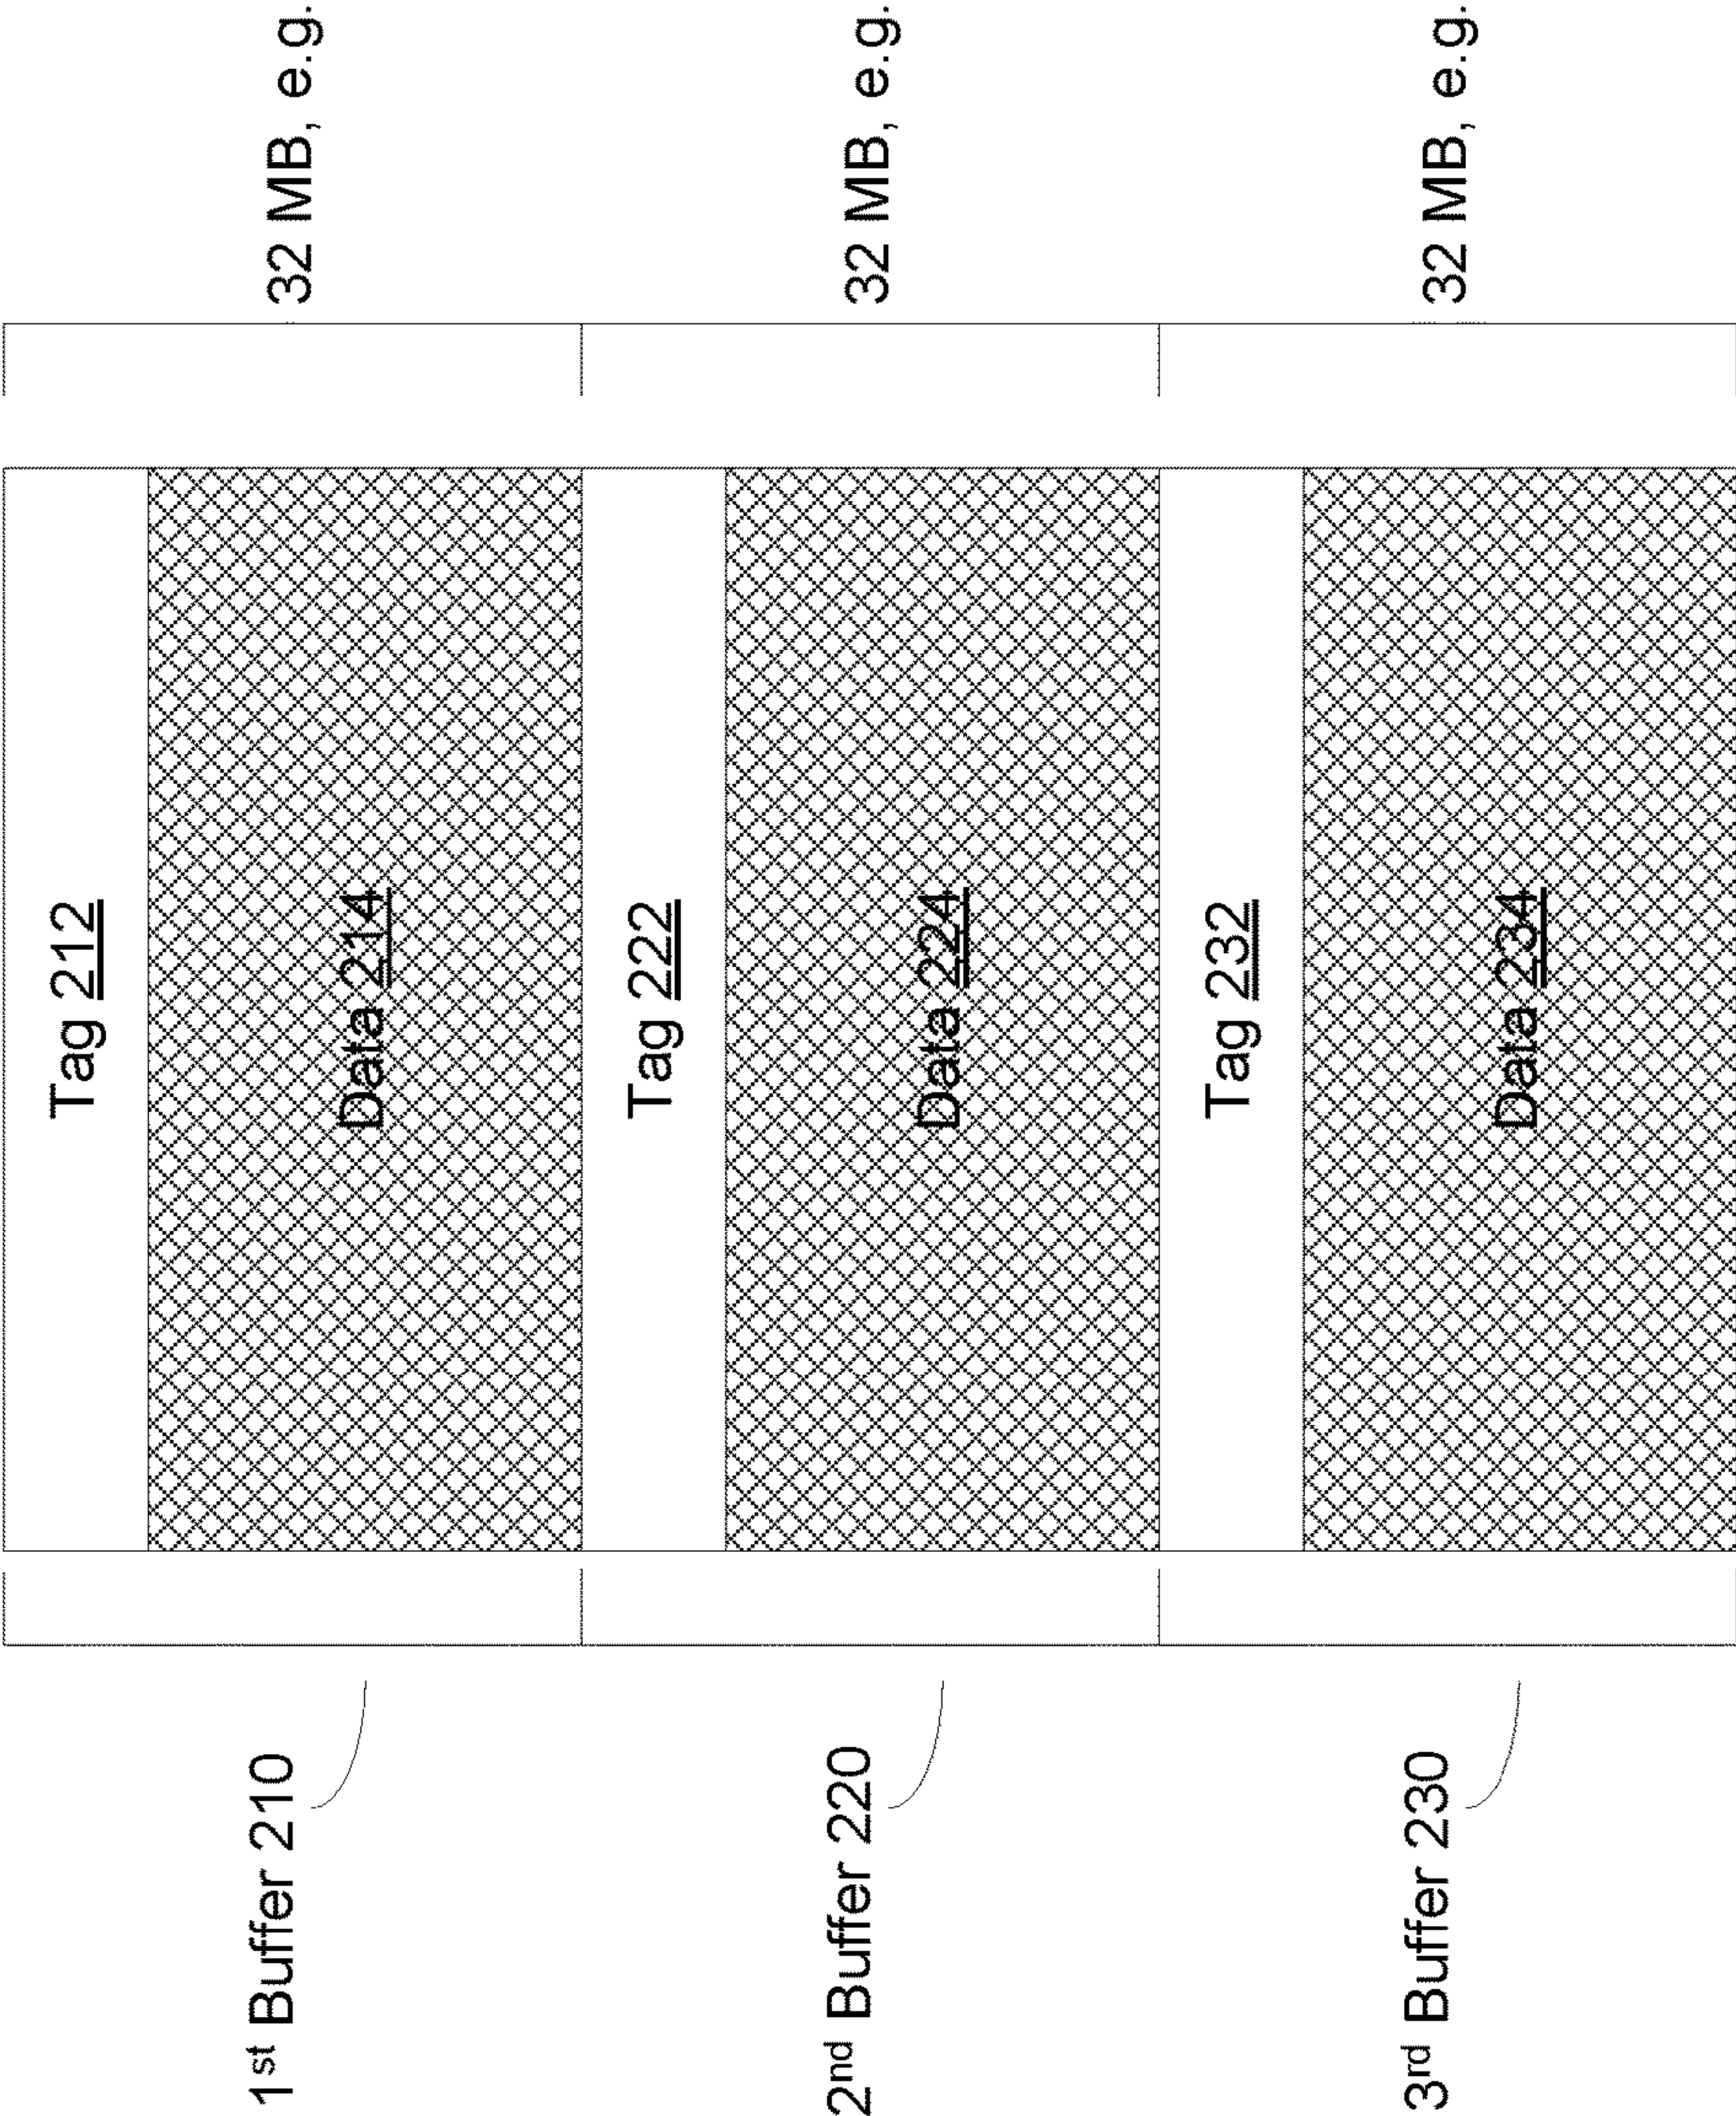 1st Buffer 210
Tag 212
Data 214
32 MB, e.g.
2nd Buffer 220
Tag 222
Data 224
32 MB, e.g.
3rd Buffer 230
Tag 232
Data 234
32 MB, e.g.